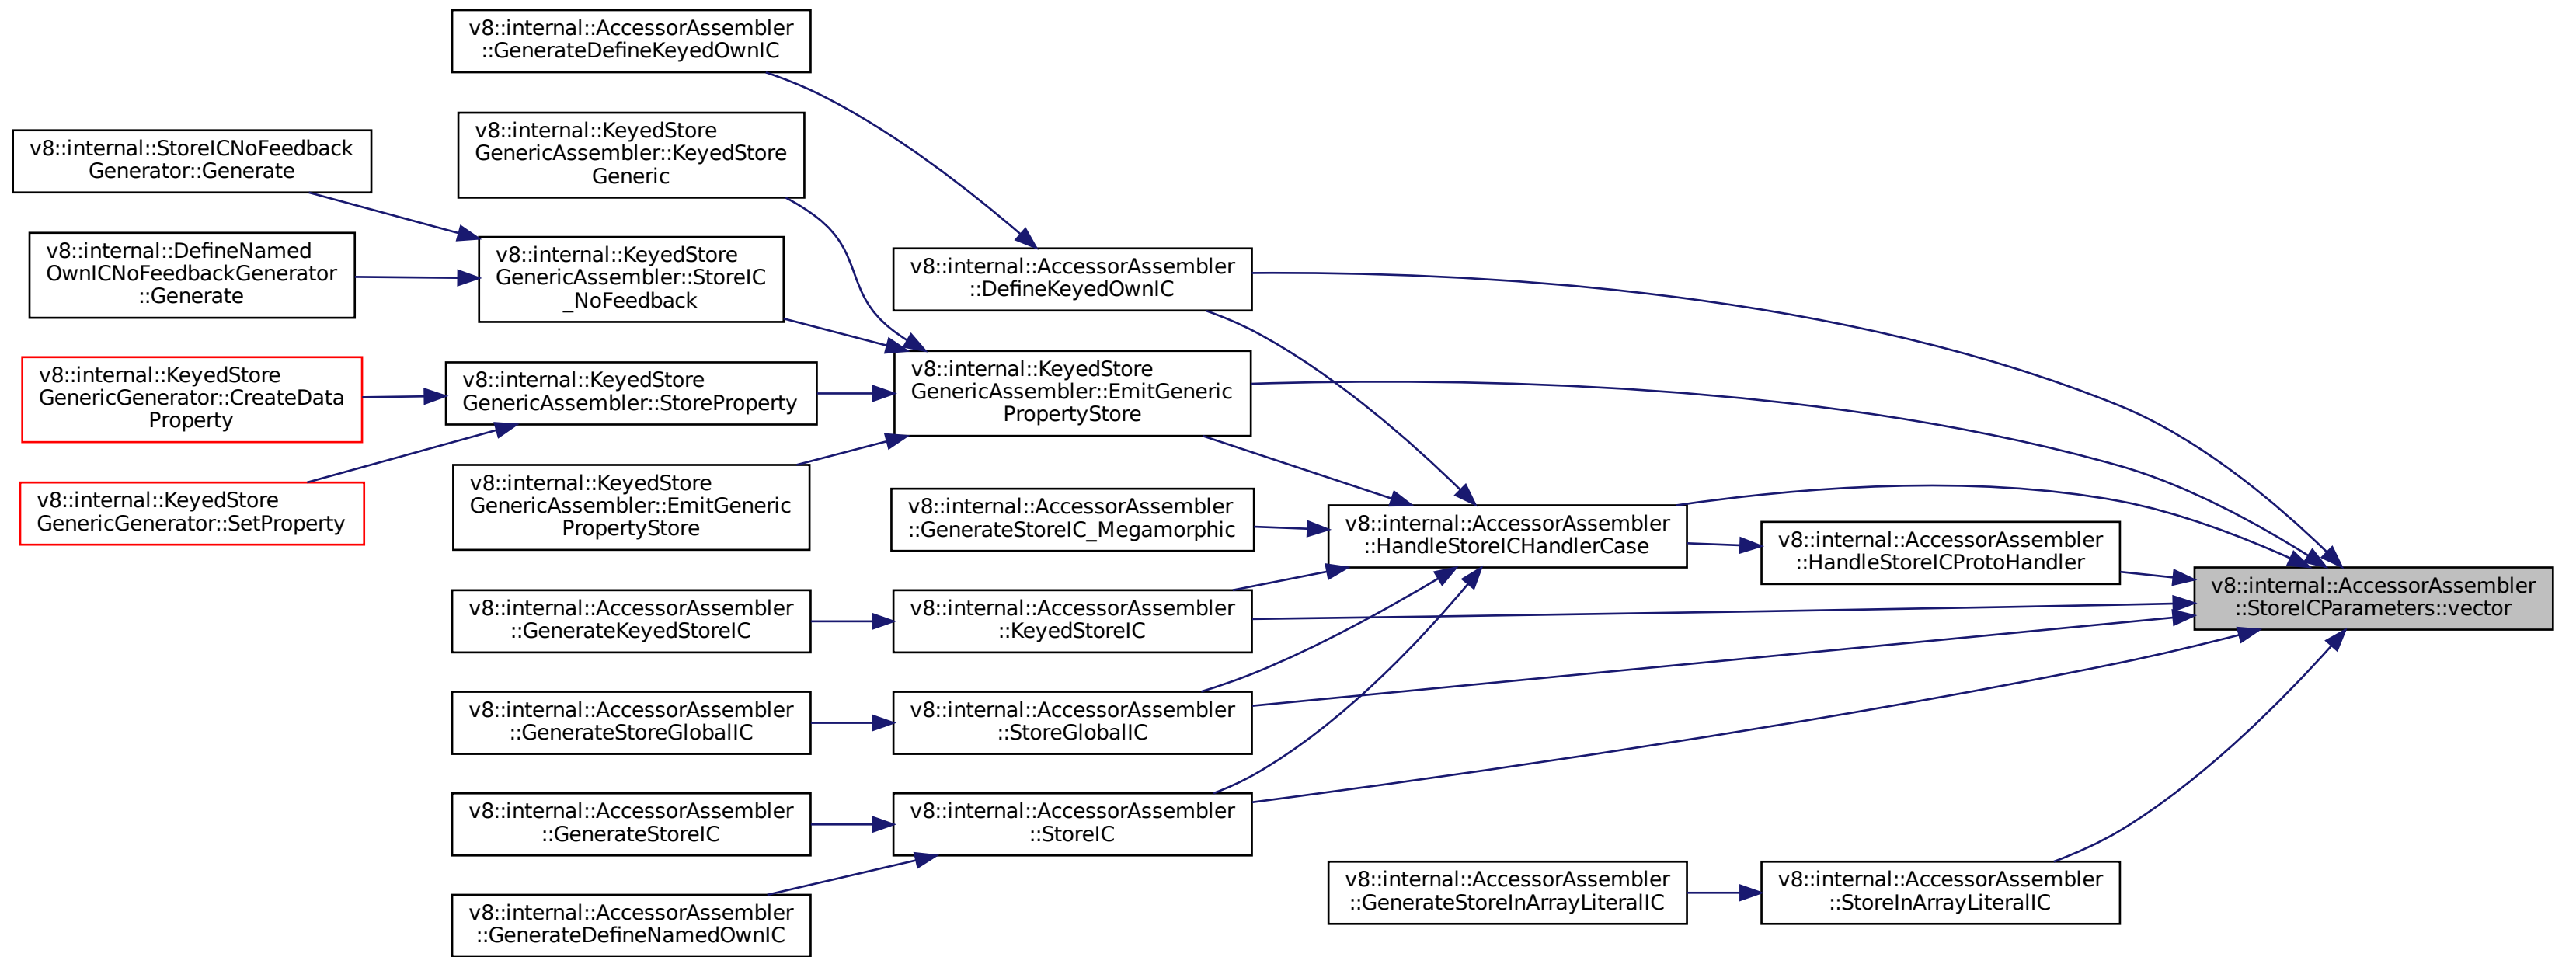 v8::internal::AccessorAssembler
::GenerateDefineKeyedOwnIC
v8::internal::KeyedStore
GenericAssembler::KeyedStore
Generic
v8::internal::StoreICNoFeedback
Generator::Generate
v8::internal::DefineNamed
OwnICNoFeedbackGenerator
::Generate
v8::internal::KeyedStore
GenericAssembler::StoreIC
_NoFeedback
v8::internal::AccessorAssembler
::DefineKeyedOwnIC
v8::internal::KeyedStore
GenericGenerator::CreateData
Property
v8::internal::KeyedStore
GenericAssembler::StoreProperty
v8::internal::KeyedStore
GenericAssembler::EmitGeneric
PropertyStore
v8::internal::KeyedStore
GenericGenerator::SetProperty
v8::internal::KeyedStore
GenericAssembler::EmitGeneric
PropertyStore
v8::internal::AccessorAssembler
::GenerateStoreIC_Megamorphic
v8::internal::AccessorAssembler
::HandleStoreICHandlerCase
v8::internal::AccessorAssembler
::HandleStoreICProtoHandler
v8::internal::AccessorAssembler
::StoreICParameters::vector
v8::internal::AccessorAssembler
::GenerateKeyedStoreIC
v8::internal::AccessorAssembler
::KeyedStoreIC
v8::internal::AccessorAssembler
::GenerateStoreGlobalIC
v8::internal::AccessorAssembler
::StoreGlobalIC
v8::internal::AccessorAssembler
::GenerateStoreIC
v8::internal::AccessorAssembler
::StoreIC
v8::internal::AccessorAssembler
::GenerateDefineNamedOwnIC
v8::internal::AccessorAssembler
::GenerateStoreInArrayLiteralIC
v8::internal::AccessorAssembler
::StoreInArrayLiteralIC